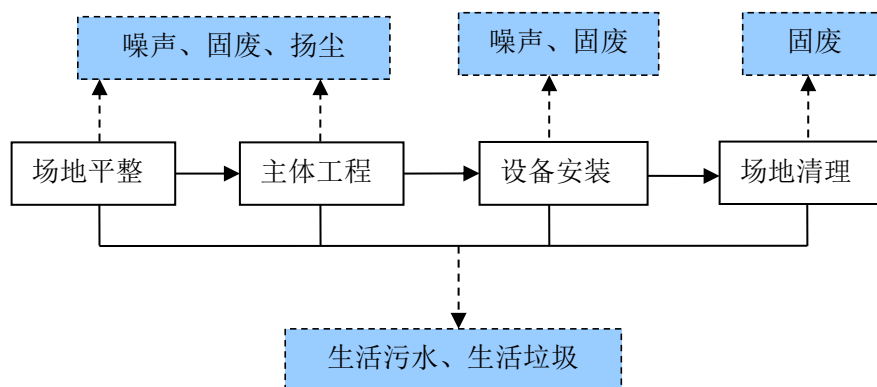 噪声、固废、扬尘
噪声、固废
固废
场地平整
主体工程
设备安装
场地清理
生活污水、生活垃圾